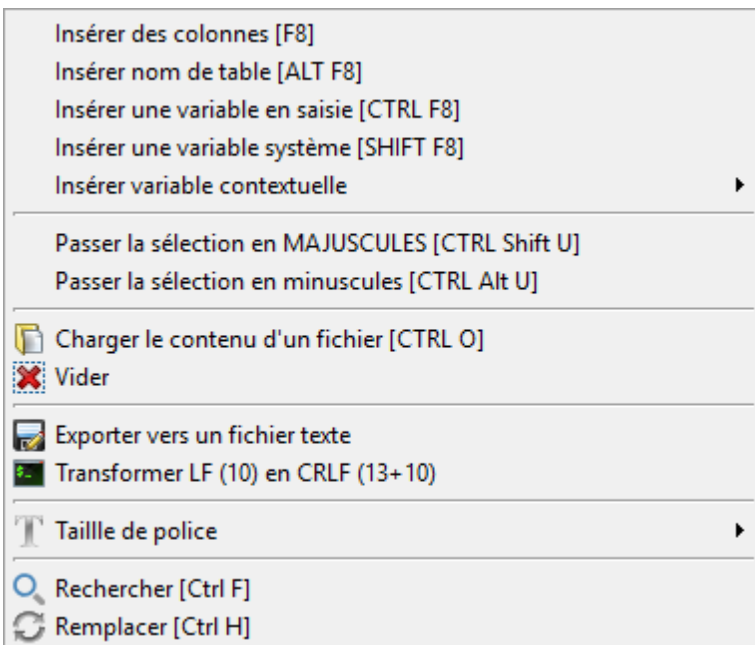 Insérer des colonnes [F8]
Insérer nom de table [ALT F8]
Insérer une variable en saisie [CTRL F8]
Insérer une variable système [SHIFT F8]
Insérer variable contextuelle
Passer la sélection en MAJUSCULES [CTRL Shift U]
Passer la sélection en minuscules [CTRL Alt U]
Charger le contenu d'un fichier [CTRL O]
Vider
Exporter vers un fichier texte
Transformer LF (10) en CRLF (13+10)
Taillle de police
Rechercher [Ctrl F]
Remplacer [Ctrl H]